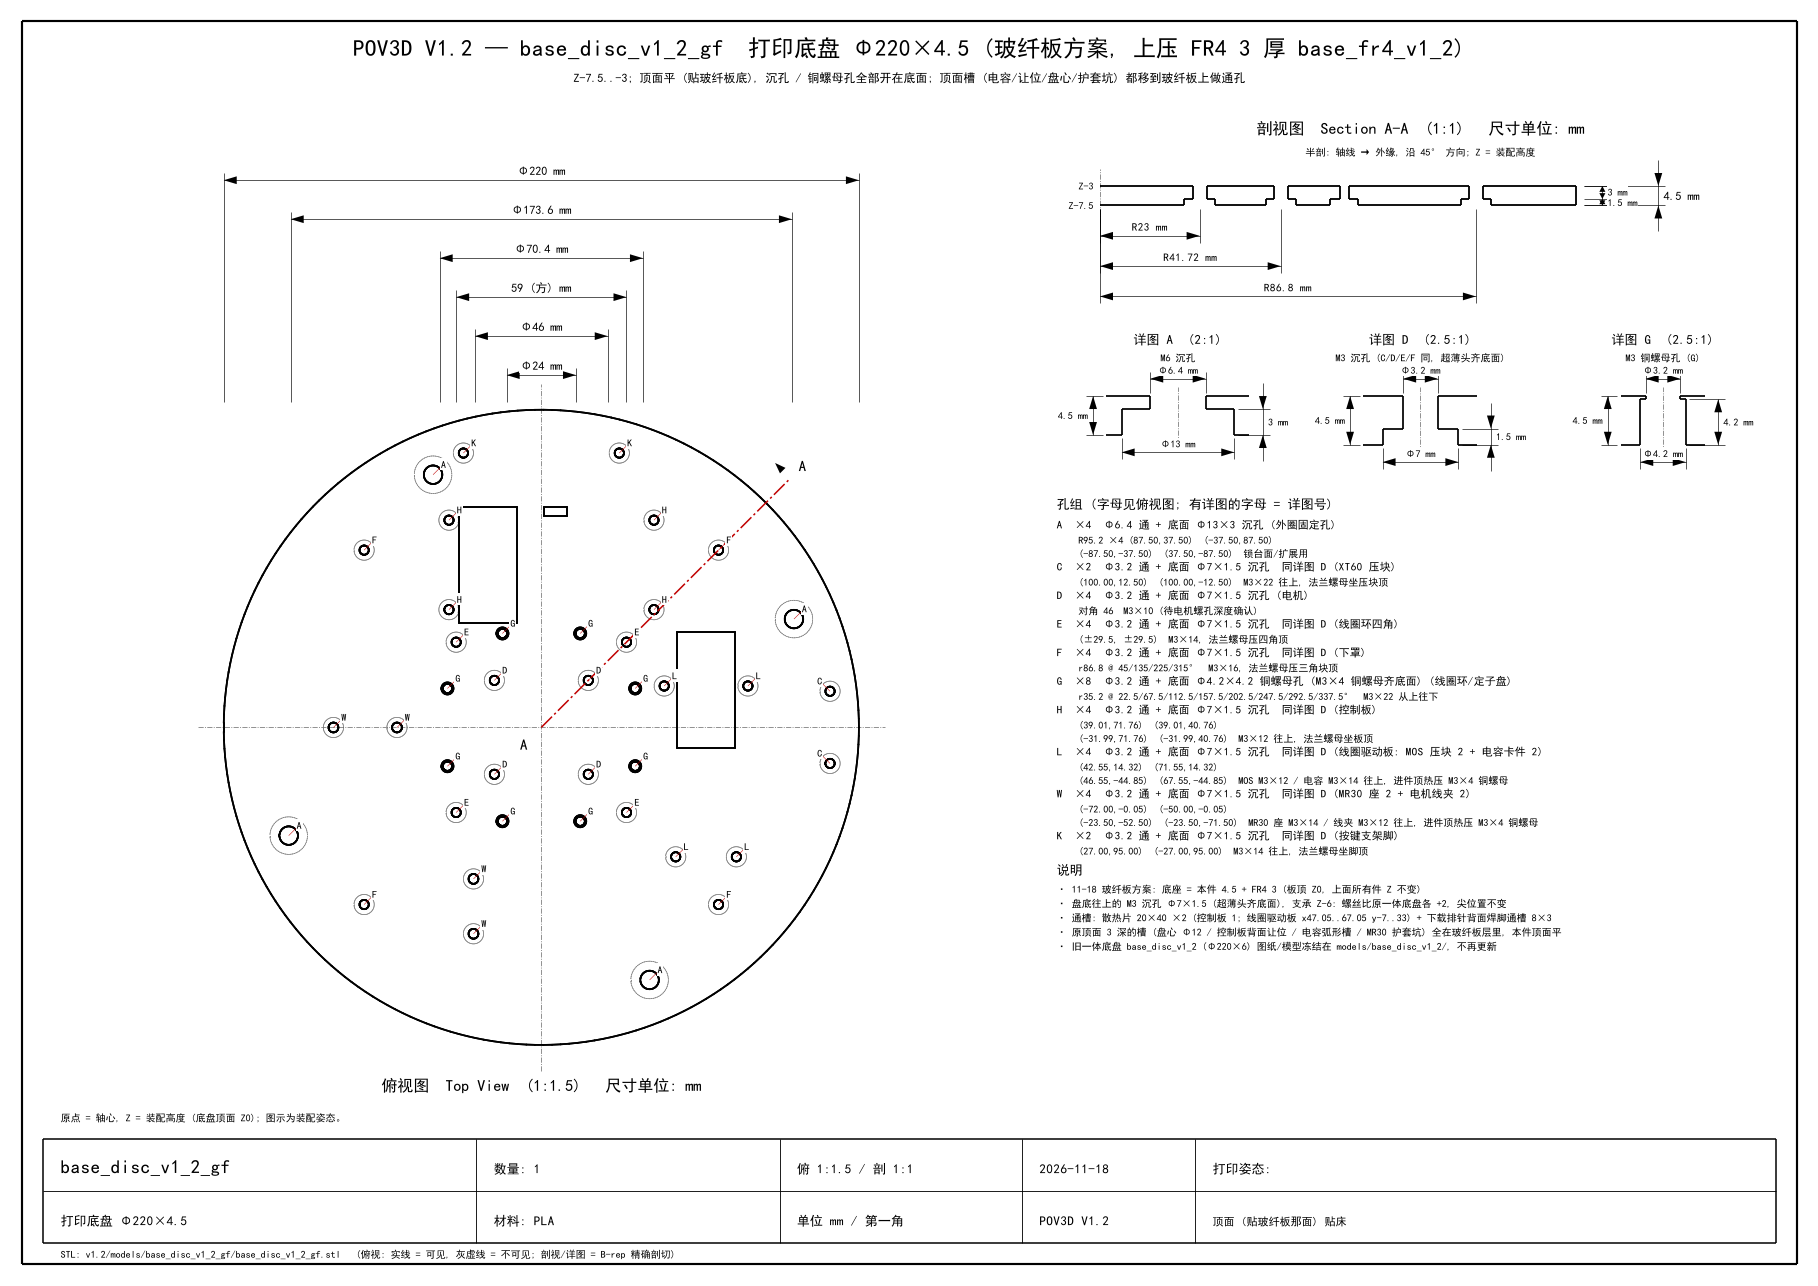 POV3D V1.2 — base_disc_v1_2_gf 打印底盘 Φ220×4.5 (玻纤板方案, 上压 FR4 3 厚 base_fr4_v1_2)
Z-7.5..-3; 顶面平 (贴玻纤板底), 沉孔 / 铜螺母孔全部开在底面; 顶面槽 (电容/让位/盘心/护套坑) 都移到玻纤板上做通孔
Φ220 mm
Φ173.6 mm
Φ70.4 mm
59 (方) mm
Φ46 mm
Φ24 mm
K
K
A
A
H
H
F
F
H
H
A
G
E
G
E
D
D
G
G
L
L
C
W
W
A
G
D
D
G
C
E
G
G
E
A
L
L
W
F
F
W
A
俯视图 Top View (1:1.5) 尺寸单位: mm
剖视图 Section A-A (1:1) 尺寸单位: mm
半剖: 轴线 → 外缘, 沿 45° 方向; Z = 装配高度
Z-3
Z-7.5
3 mm
1.5 mm
4.5 mm
R23 mm
R41.72 mm
R86.8 mm
详图 A (2:1)
M6 沉孔
Φ6.4 mm
4.5 mm
3 mm
Φ13 mm
详图 D (2.5:1)
M3 沉孔 (C/D/E/F 同, 超薄头齐底面)
Φ3.2 mm
4.5 mm
1.5 mm
Φ7 mm
详图 G (2.5:1)
M3 铜螺母孔 (G)
Φ3.2 mm
4.5 mm
4.2 mm
Φ4.2 mm
孔组 (字母见俯视图; 有详图的字母 = 详图号)
A ×4 Φ6.4 通 + 底面 Φ13×3 沉孔 (外圈固定孔)
R95.2 ×4 (87.50,37.50) (-37.50,87.50)
(-87.50,-37.50) (37.50,-87.50) 锁台面/扩展用
C ×2 Φ3.2 通 + 底面 Φ7×1.5 沉孔 同详图 D (XT60 压块)
(100.00,12.50) (100.00,-12.50) M3×22 往上, 法兰螺母坐压块顶
D ×4 Φ3.2 通 + 底面 Φ7×1.5 沉孔 (电机)
对角 46 M3×10 (待电机螺孔深度确认)
E ×4 Φ3.2 通 + 底面 Φ7×1.5 沉孔 同详图 D (线圈环四角)
(±29.5, ±29.5) M3×14, 法兰螺母压四角顶
F ×4 Φ3.2 通 + 底面 Φ7×1.5 沉孔 同详图 D (下罩)
r86.8 @ 45/135/225/315° M3×16, 法兰螺母压三角块顶
G ×8 Φ3.2 通 + 底面 Φ4.2×4.2 铜螺母孔 (M3×4 铜螺母齐底面) (线圈环/定子盘)
r35.2 @ 22.5/67.5/112.5/157.5/202.5/247.5/292.5/337.5° M3×22 从上往下
H ×4 Φ3.2 通 + 底面 Φ7×1.5 沉孔 同详图 D (控制板)
(39.01,71.76) (39.01,40.76)
(-31.99,71.76) (-31.99,40.76) M3×12 往上, 法兰螺母坐板顶
L ×4 Φ3.2 通 + 底面 Φ7×1.5 沉孔 同详图 D (线圈驱动板: MOS 压块 2 + 电容卡件 2)
(42.55,14.32) (71.55,14.32)
(46.55,-44.85) (67.55,-44.85) MOS M3×12 / 电容 M3×14 往上, 进件顶热压 M3×4 铜螺母
W ×4 Φ3.2 通 + 底面 Φ7×1.5 沉孔 同详图 D (MR30 座 2 + 电机线夹 2)
(-72.00,-0.05) (-50.00,-0.05)
(-23.50,-52.50) (-23.50,-71.50) MR30 座 M3×14 / 线夹 M3×12 往上, 进件顶热压 M3×4 铜螺母
K ×2 Φ3.2 通 + 底面 Φ7×1.5 沉孔 同详图 D (按键支架脚)
(27.00,95.00) (-27.00,95.00) M3×14 往上, 法兰螺母坐脚顶
说明
· 11-18 玻纤板方案: 底座 = 本件 4.5 + FR4 3 (板顶 Z0, 上面所有件 Z 不变)
· 盘底往上的 M3 沉孔 Φ7×1.5 (超薄头齐底面), 支承 Z-6: 螺丝比原一体底盘各 +2, 尖位置不变
· 通槽: 散热片 20×40 ×2 (控制板 1; 线圈驱动板 x47.05..67.05 y-7..33) + 下载排针背面焊脚通槽 8×3
· 原顶面 3 深的槽 (盘心 Φ12 / 控制板背面让位 / 电容弧形槽 / MR30 护套坑) 全在玻纤板层里, 本件顶面平
· 旧一体底盘 base_disc_v1_2 (Φ220×6) 图纸/模型冻结在 models/base_disc_v1_2/, 不再更新
原点 = 轴心, Z = 装配高度 (底盘顶面 Z0); 图示为装配姿态。
base_disc_v1_2_gf
数量: 1
俯 1:1.5 / 剖 1:1
2026-11-18
打印姿态:
打印底盘 Φ220×4.5
材料: PLA
单位 mm / 第一角
POV3D V1.2
顶面 (贴玻纤板那面) 贴床
STL: v1.2/models/base_disc_v1_2_gf/base_disc_v1_2_gf.stl (俯视: 实线 = 可见, 灰虚线 = 不可见; 剖视/详图 = B-rep 精确剖切)